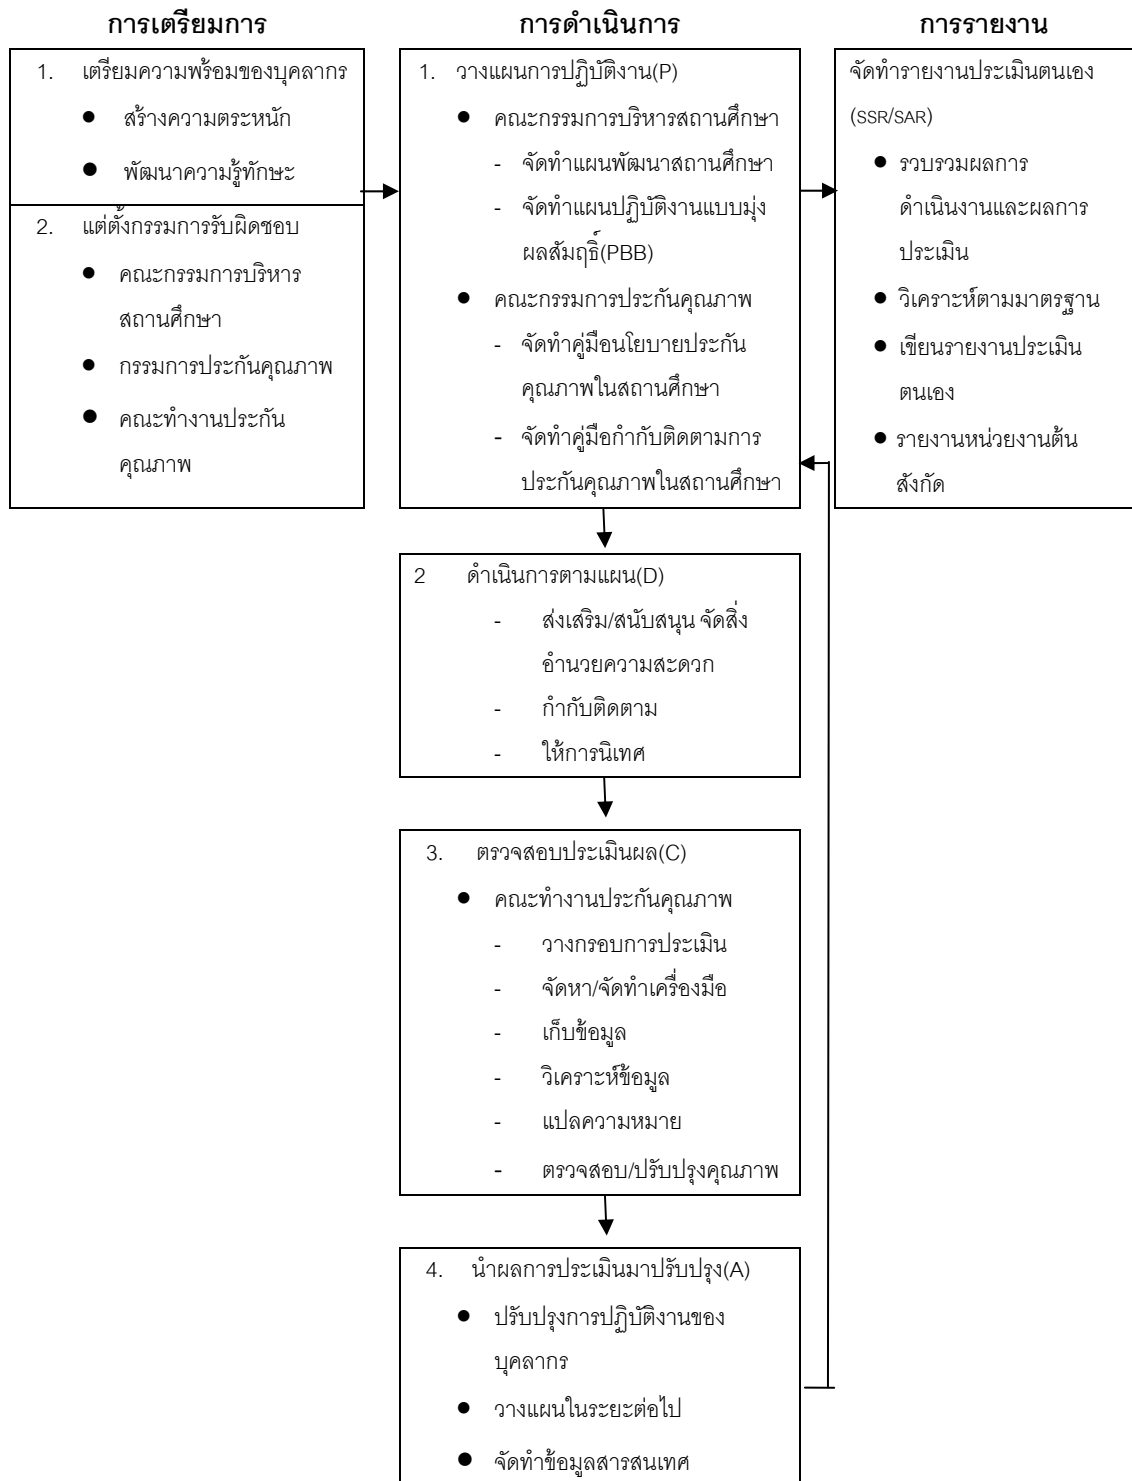 การเตรียมการ
1. เตรียมความพร้อมของบุคลากร
● สร้างความตระหนัก
● พัฒนาความรู้ทักษะ
2. แต่ตั้งกรรมการรับผิดชอบ
● คณะกรรมการบริหาร
สถานศึกษา
● กรรมการประกันคุณภาพ
● คณะทำงานประกัน
คุณภาพ
การดำเนินการ
1. วางแผนการปฏิบัติงาน(P)
● คณะกรรมการบริหารสถานศึกษา
- จัดทำแผนพัฒนาสถานศึกษา
- จัดทำแผนปฏิบัติงานแบบมุ่ง
ผลสัมฤทธิ์(PBB)
● คณะกรรมการประกันคุณภาพ
- จัดทำคู่มือนโยบายประกัน
คุณภาพในสถานศึกษา
- จัดทำคู่มือกำกับติดตามการ
ประกันคุณภาพในสถานศึกษา
2 ดำเนินการตามแผน(D)
- ส่งเสริม/สนับสนุน จัดสิ่ง
อำนวยความสะดวก
- กำกับติดตาม
- ให้การนิเทศ
3. ตรวจสอบประเมินผล(C)
● คณะทำงานประกันคุณภาพ
- วางกรอบการประเมิน
- จัดหา/จัดทำเครื่องมือ
- เก็บข้อมูล
- วิเคราะห์ข้อมูล
- แปลความหมาย
- ตรวจสอบ/ปรับปรุงคุณภาพ
4. นำผลการประเมินมาปรับปรุง(A)
● ปรับปรุงการปฏิบัติงานของ
บุคลากร
● วางแผนในระยะต่อไป
● จัดทำข้อมูลสารสนเทศ
การรายงาน
จัดทำรายงานประเมินตนเอง
(SSR/SAR)
● รวบรวมผลการ
ดำเนินงานและผลการ
ประเมิน
● วิเคราะห์ตามมาตรฐาน
● เขียนรายงานประเมิน
ตนเอง
● รายงานหน่วยงานต้น
สังกัด